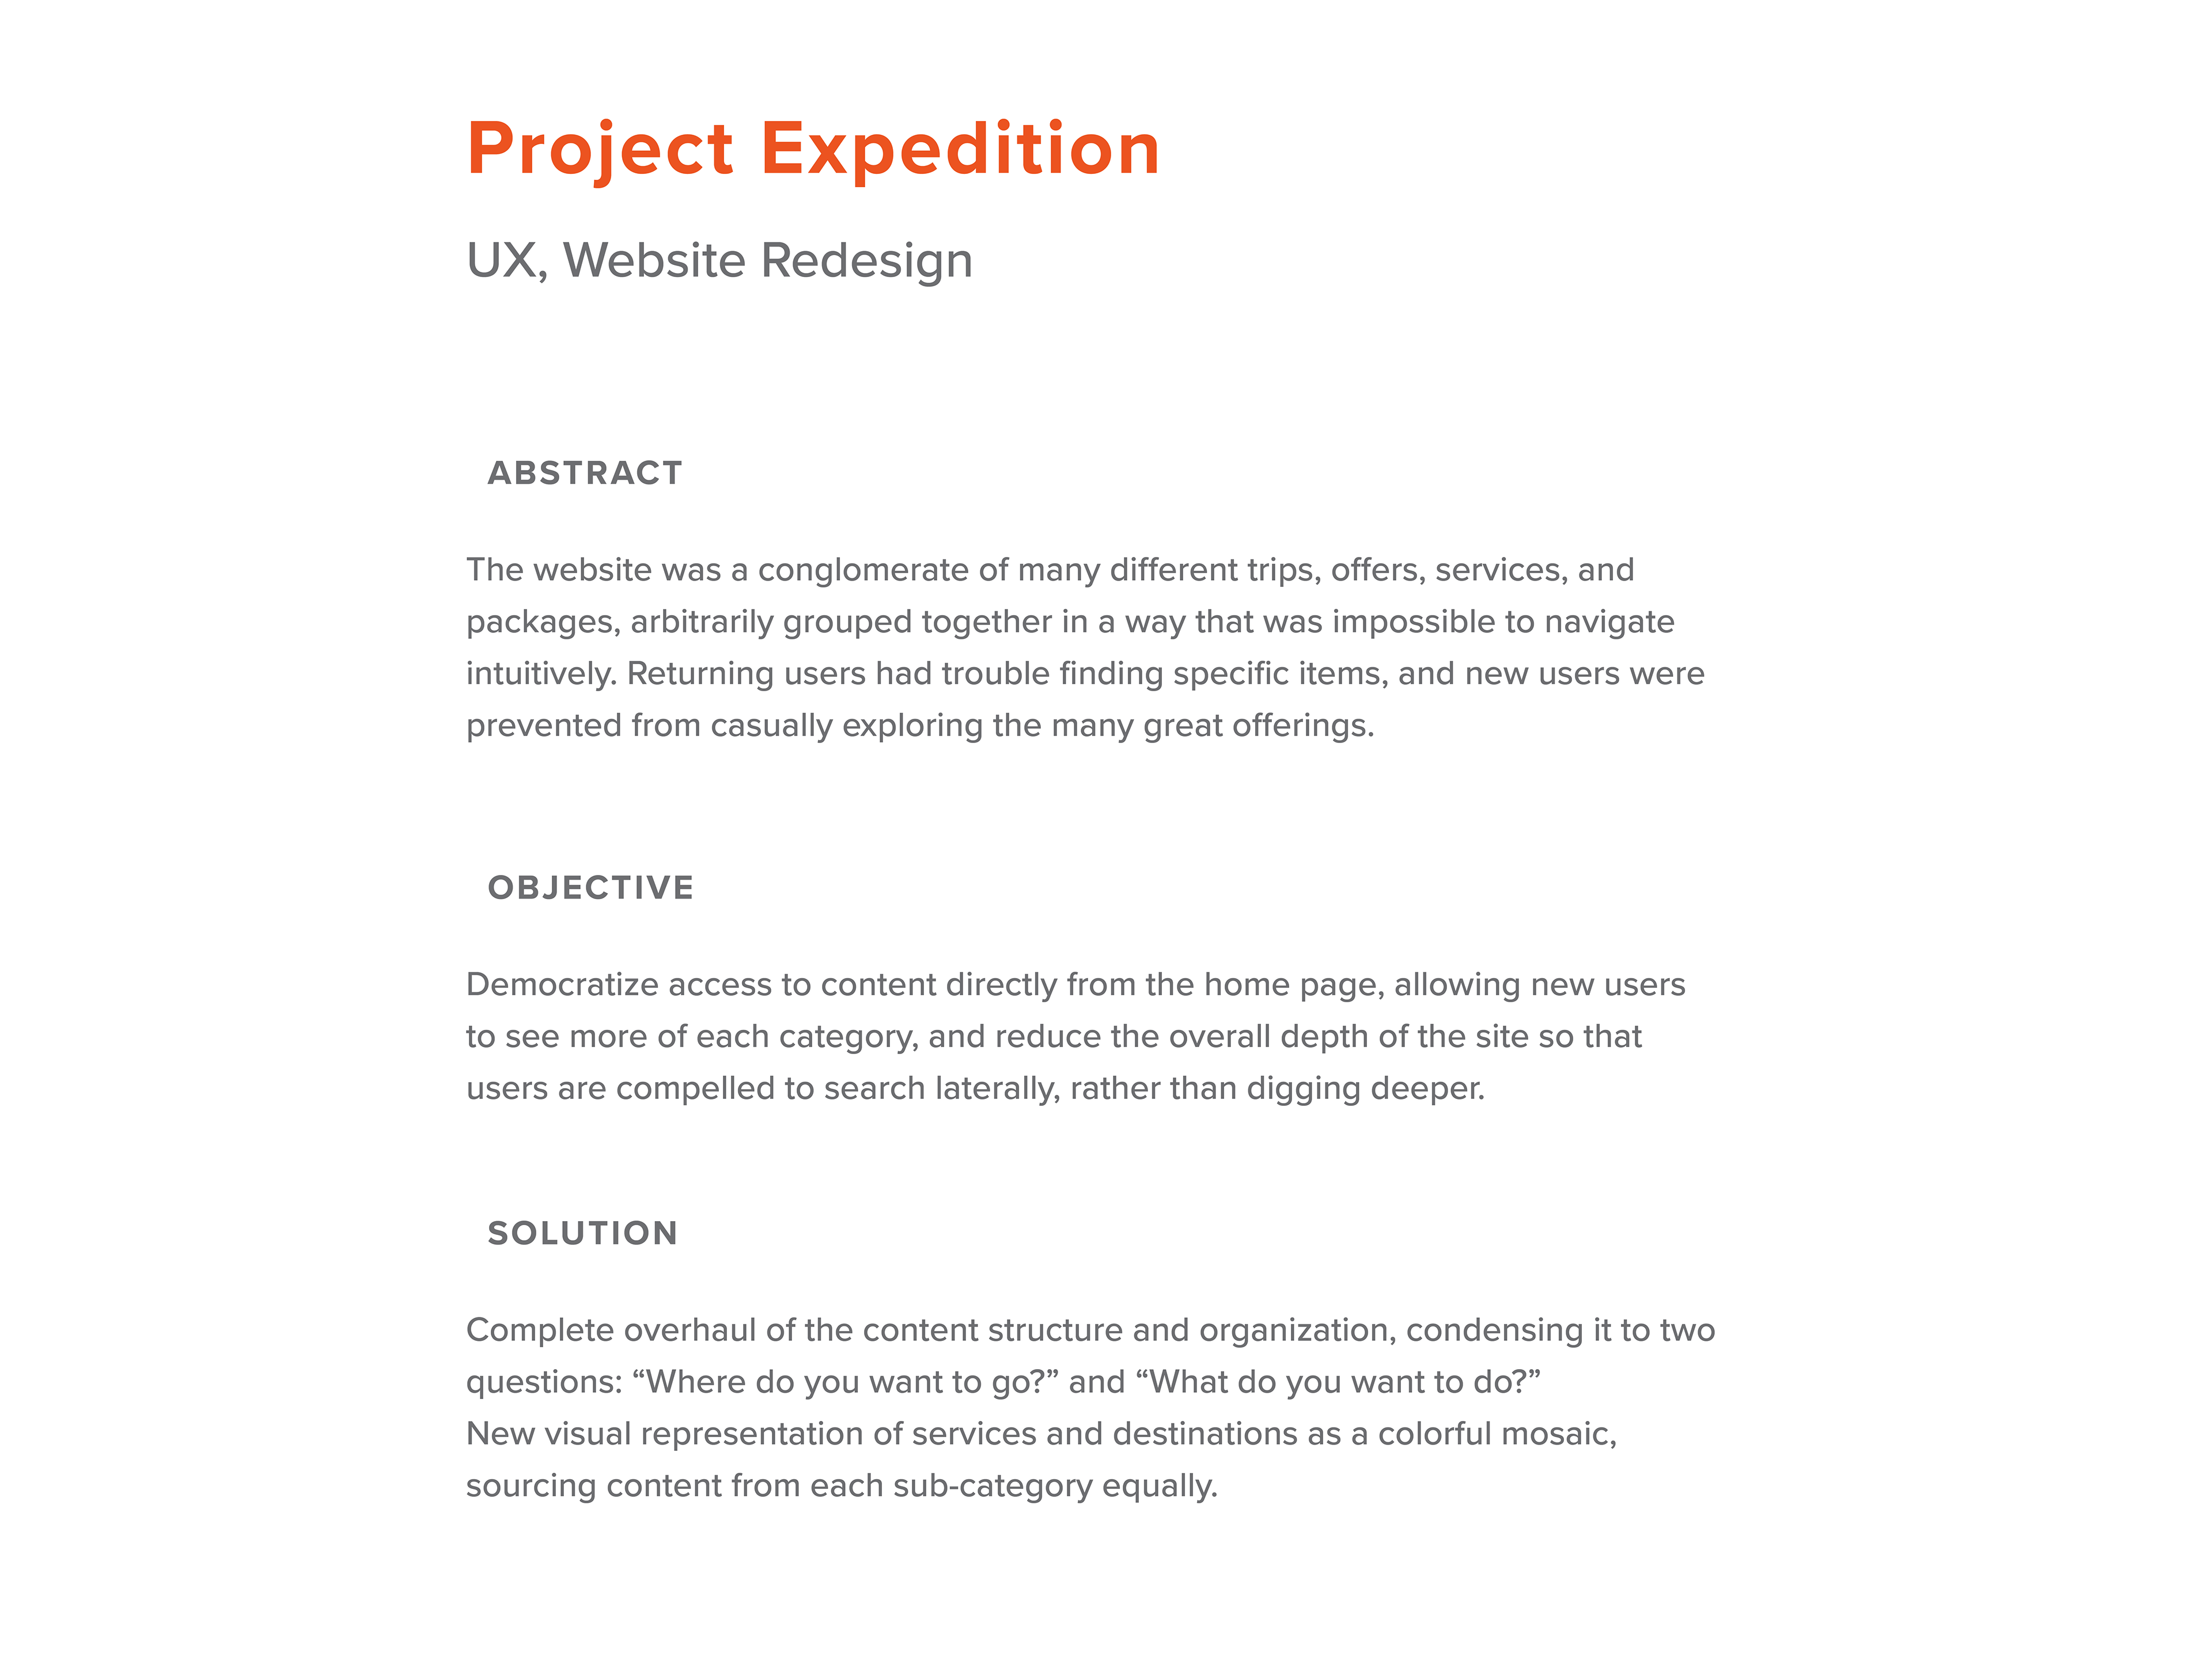 Project Expedition
UX, Website Redesign
ABSTRACT
The website was a conglomerate of many different trips, offers, services, and
packages, arbitrarily grouped together in a way that was impossible to navigate
intuitively. Returning users had trouble finding specific items, and new users were
prevented from casually exploring the many great offerings.
OBJECTIVE
Democratize access to content directly from the home page, allowing new users
to see more of each category, and reduce the overall depth of the site so that
users are compelled to search laterally, rather than digging deeper.
SOLUTION
Complete overhaul of the content structure and organization, condensing it to two
questions: “Where do you want to go?” and “What do you want to do?”
New visual representation of services and destinations as a colorful mosaic,
sourcing content from each sub-category equally.